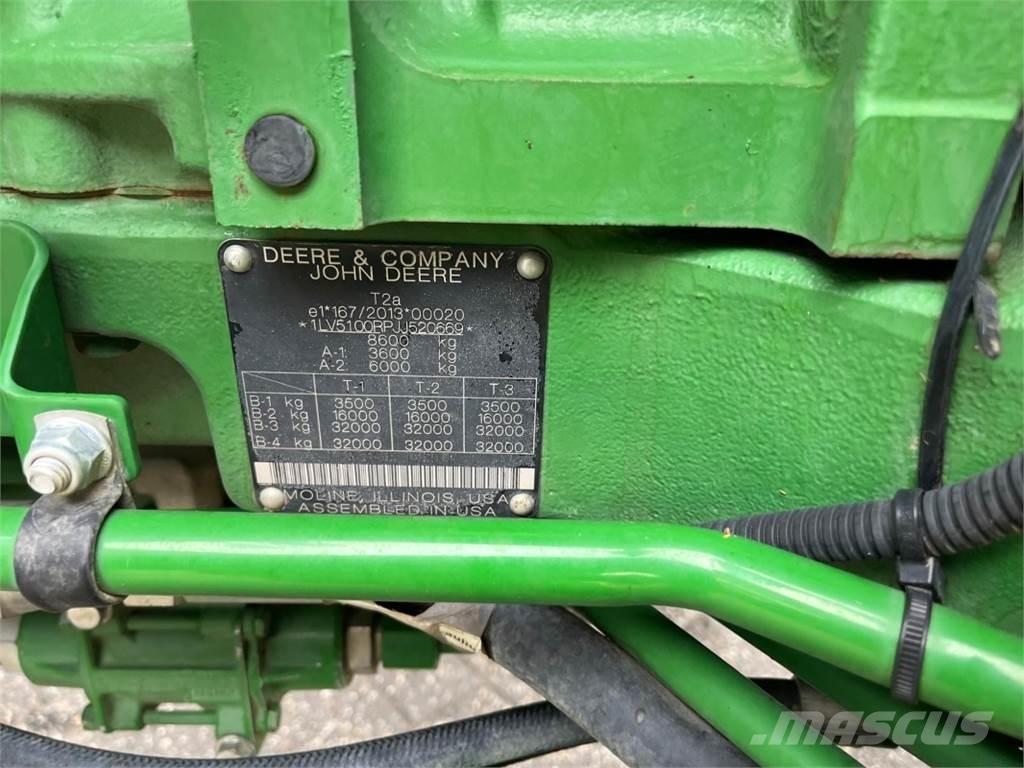 DEERE & COMPANY
JOHN DEERE
T2a
e1*167/2013*00020
*1LV5100RPJJ520669*
8600 kg
A-1: 3600 kg
A-2: 6000 kg
T-1 T-2 T-3
B-1 kg 3500 3500 3500
B-2 kg 16000 16000 16000
B-3 kg 32000 32000 32000
B-4 kg 32000 32000 32000
MOLINE, ILLINOIS, USA
ASSEMBLED IN USA
MASCUS